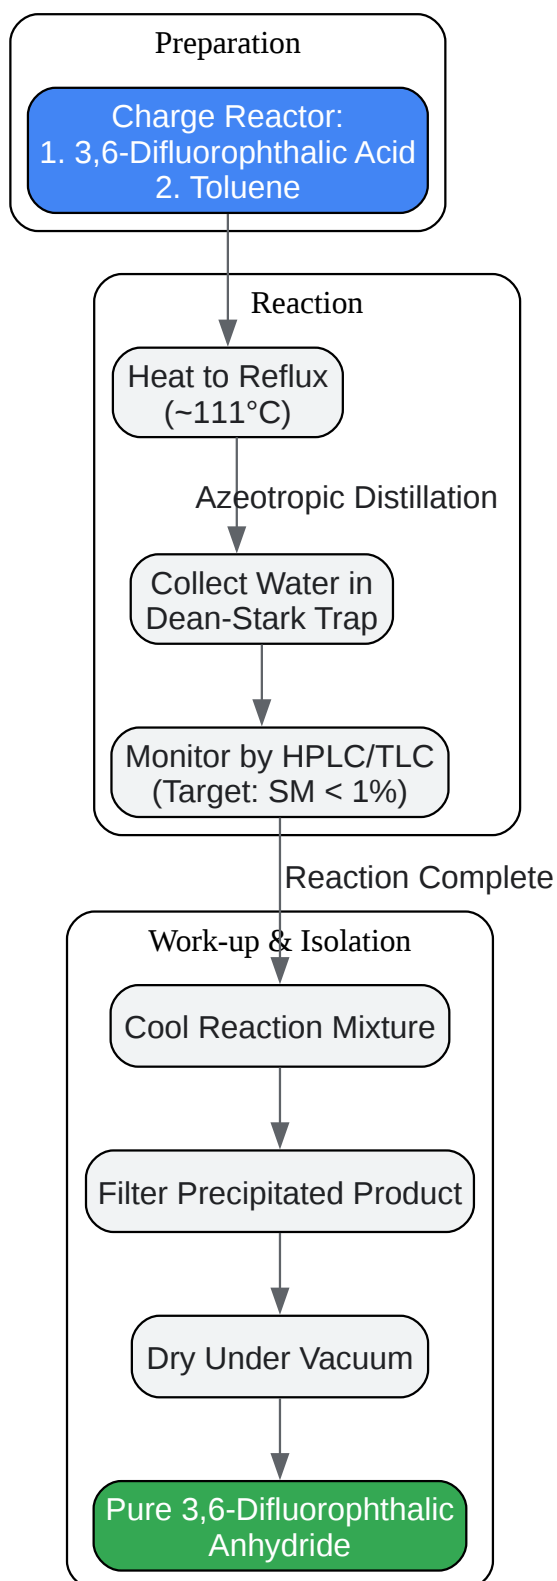 Preparation
Charge Reactor:
1. 3,6-Difluorophthalic Acid
2. Toluene
Reaction
Heat to Reflux
(~111°C)
Azeotropic Distillation
Collect Water in
Dean-Stark Trap
Monitor by HPLC/TLC
(Target: SM < 1%)
Reaction Complete
Work-up & Isolation
Cool Reaction Mixture
Filter Precipitated Product
Dry Under Vacuum
Pure 3,6-Difluorophthalic
Anhydride